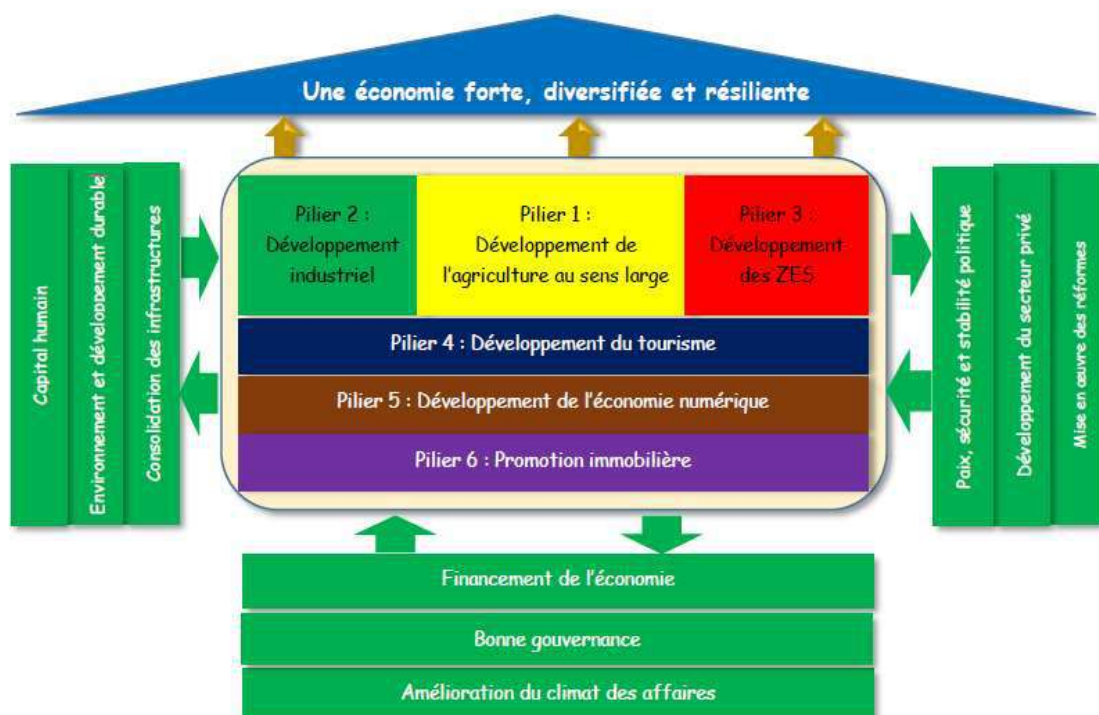 Une économie forte, diversifiée et résiliente
Capital humain
Environnement et développement durable
Consolidation des infrastructures
Pilier 2 :
Développement
industriel
Pilier 1 :
Développement de
l'agriculture au sens large
Pilier 3 :
Développement
des ZES
Pilier 4 : Développement du tourisme
Pilier 5 : Développement de l'économie numérique
Pilier 6 : Promotion immobilière
Paix, sécurité et stabilité politique
Développement du secteur privé
Mise en œuvre des réformes
Financement de l'économie
Bonne gouvernance
Amélioration du climat des affaires